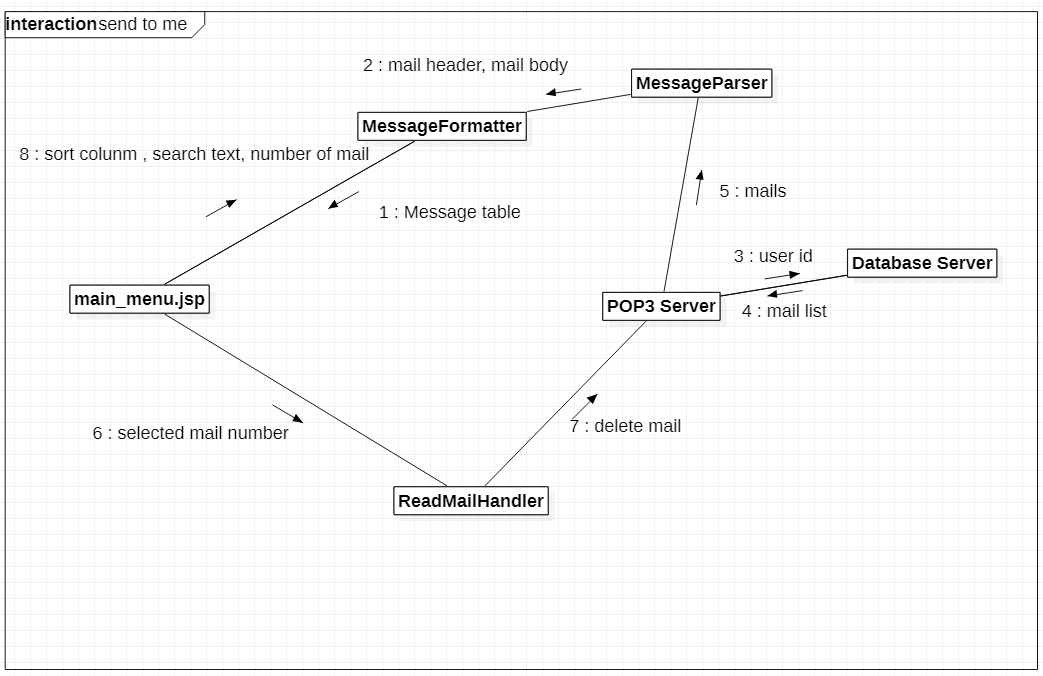 interaction send to me
2 : mail header, mail body
MessageParser
MessageFormatter
8 : sort colunm , search text, number of mail
5 : mails
1 : Message table
3 : user id
Database Server
main_menu.jsp
POP3 Server
4 : mail list
7 : delete mail
6 : selected mail number
ReadMailHandler